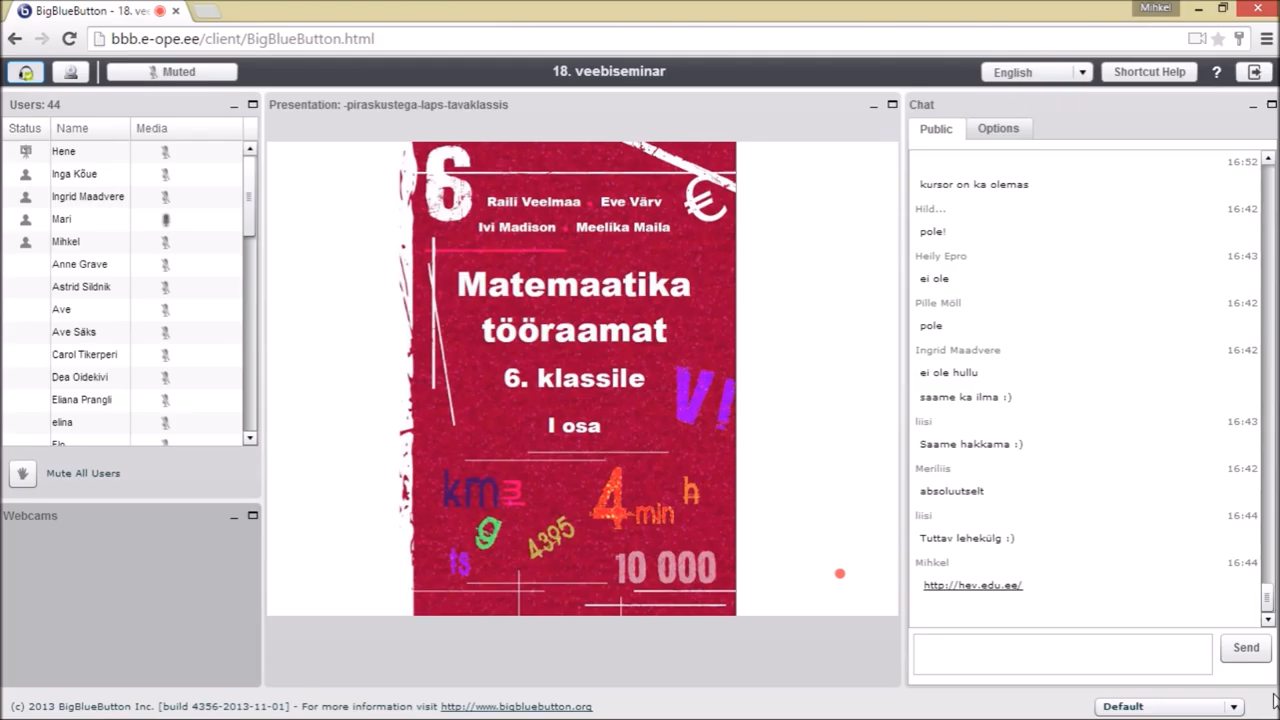 BigBlueButton - 18. vee
Mihkel
bbb.e-ope.ee/client/BigBlueButton.html
Muted
18. veebiseminar
English
Shortcut Help
?
Users: 44
Status Name Media
Hene
Inga Kõue
Ingrid Maadvere
Mari
Mihkel
Anne Grave
Astrid Sildnik
Ave
Ave Säks
Carol Tikerperi
Dea Oidekivi
Eliana Prangli
elina
Mute All Users
Webcams
Presentation: -piraskustega-laps-tavaklassis
6
€
Raili Veelmaa Eve Värv
Ivi Madison Meelika Maila
Matemaatika
tööraamat
6. klassile
I osa
VI
km m
4 min h
g
4395
ts
10 000
Chat
Public Options
16:52
kursor on ka olemas
Hild... 16:42
pole!
Heily Epro 16:43
ei ole
Pille Möll 16:42
pole
Ingrid Maadvere 16:42
ei ole hullu
saame ka ilma :)
liisi 16:43
Saame hakkama :)
Meriliis 16:42
absoluutselt
liisi 16:44
Tuttav lehekülg :)
Mihkel 16:44
http://hev.edu.ee/
Send
(c) 2013 BigBlueButton Inc. [build 4356-2013-11-01] - For more information visit http://www.bigbluebutton.org
Default